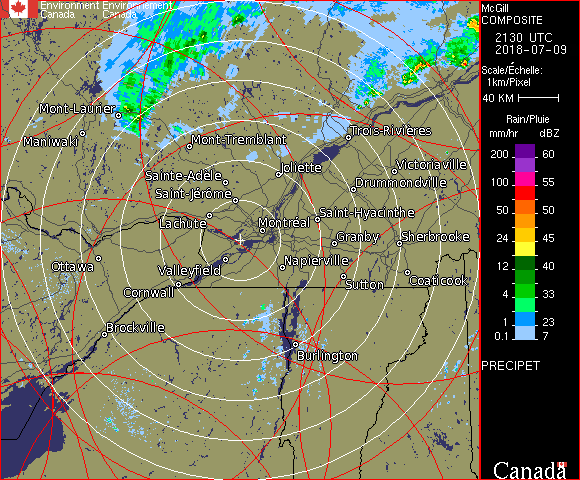 Environment Environnement
Canada Canada
Mont-Laurier
Maniwaki
Mont-Tremblant
Trois-Rivières
Joliette
Victoriaville
Sainte-Adèle
Drummondville
Saint-Jérôme
Saint-Hyacinthe
Lachute
Montréal
Granby
Sherbrooke
Ottawa
Valleyfield
Napierville
Coaticook
Cornwall
Sutton
Brockville
Burlington
McGill
COMPOSITE
2130 UTC
2018-07-09
Scale/Échelle:
1km/Pixel
40 KM
Rain/Pluie
mm/hr dBZ
200 60
100 55
50 50
24 45
12 40
4 33
1 23
0.1 7
PRECIPET
Canada